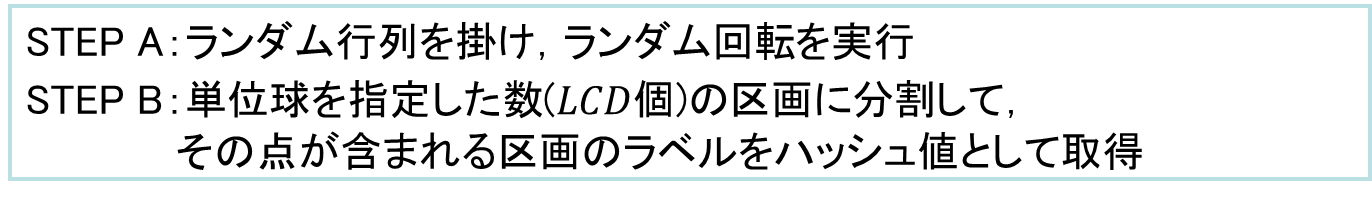 STEP A：ランダム行列を掛け，ランダム回転を実行
STEP B：単位球を指定した数(LCD個)の区画に分割して，
その点が含まれる区画のラベルをハッシュ値として取得